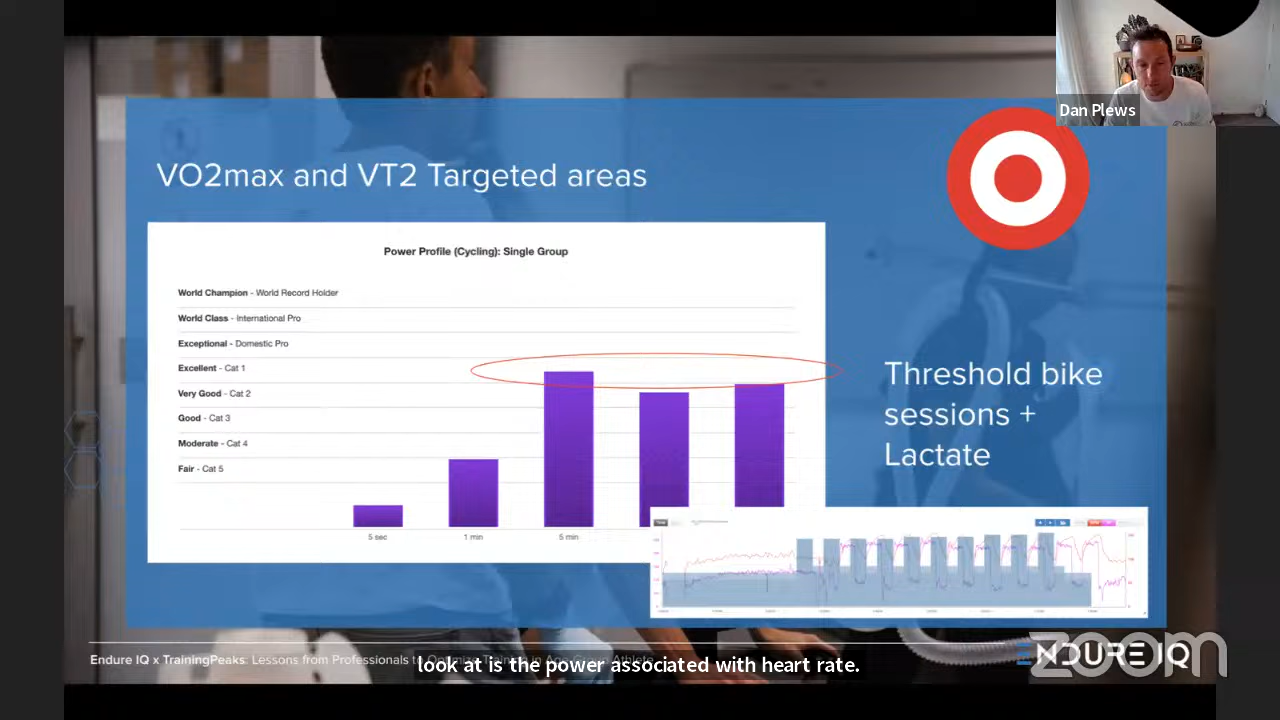 Dan Plews
VO2max and VT2 Targeted areas
Power Profile (Cycling): Single Group
World Champion - World Record Holder
World Class - International Pro
Exceptional - Domestic Pro
Excellent - Cat 1
Very Good - Cat 2
Good - Cat 3
Moderate - Cat 4
Fair - Cat 5
5 sec
1 min
5 min
Threshold bike
sessions +
Lactate
Endure IQ x TrainingPeaks: Lessons from Professionals to
look at is the power associated with heart rate.
ENDURE IQ
zoom